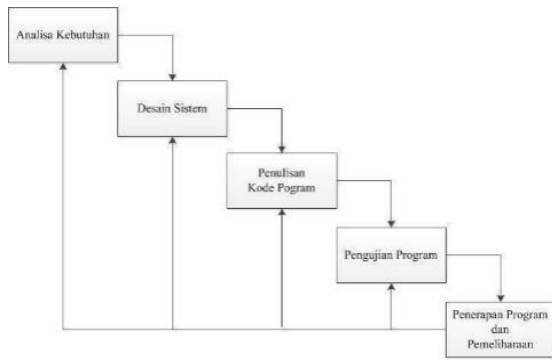 Analisa Kebutuhan
Desain Sistem
Penulisan
Kode Pogram
Pengujian Program
Penerapan Program
dan
Pemeliharaan